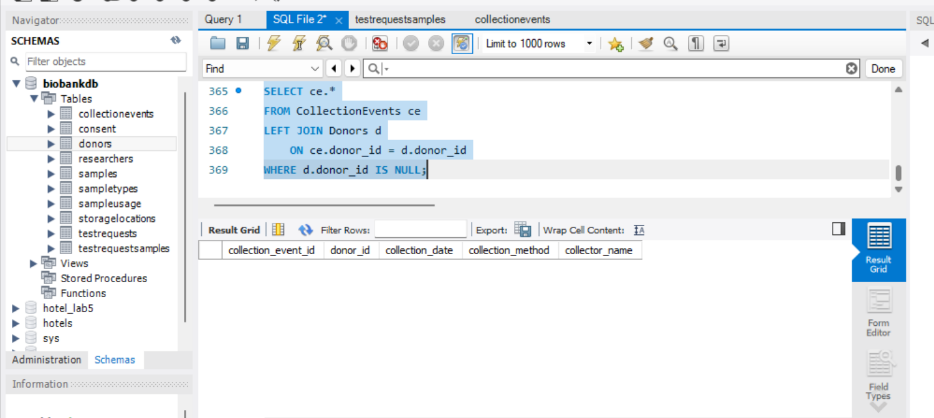 Navigator
Query 1
SQL File 2*
testrequestsamples
collectionevents
SQL
SCHEMAS
Filter objects
Limit to 1000 rows
Find
Done
biobankdb
Tables
collectionevents
consent
donors
researchers
samples
sampletypes
sampleusage
storagelocations
testrequests
testrequestsamples
Views
Stored Procedures
Functions
hotel_lab5
hotels
sys
Administration
Schemas
Information
365 SELECT ce.*
366 FROM CollectionEvents ce
367 LEFT JOIN Donors d
368 ON ce.donor_id = d.donor_id
369 WHERE d.donor_id IS NULL;
Result Grid
Filter Rows:
Export:
Wrap Cell Content:
collection_event_id donor_id collection_date collection_method collector_name
Result
Grid
Form
Editor
Field
Types